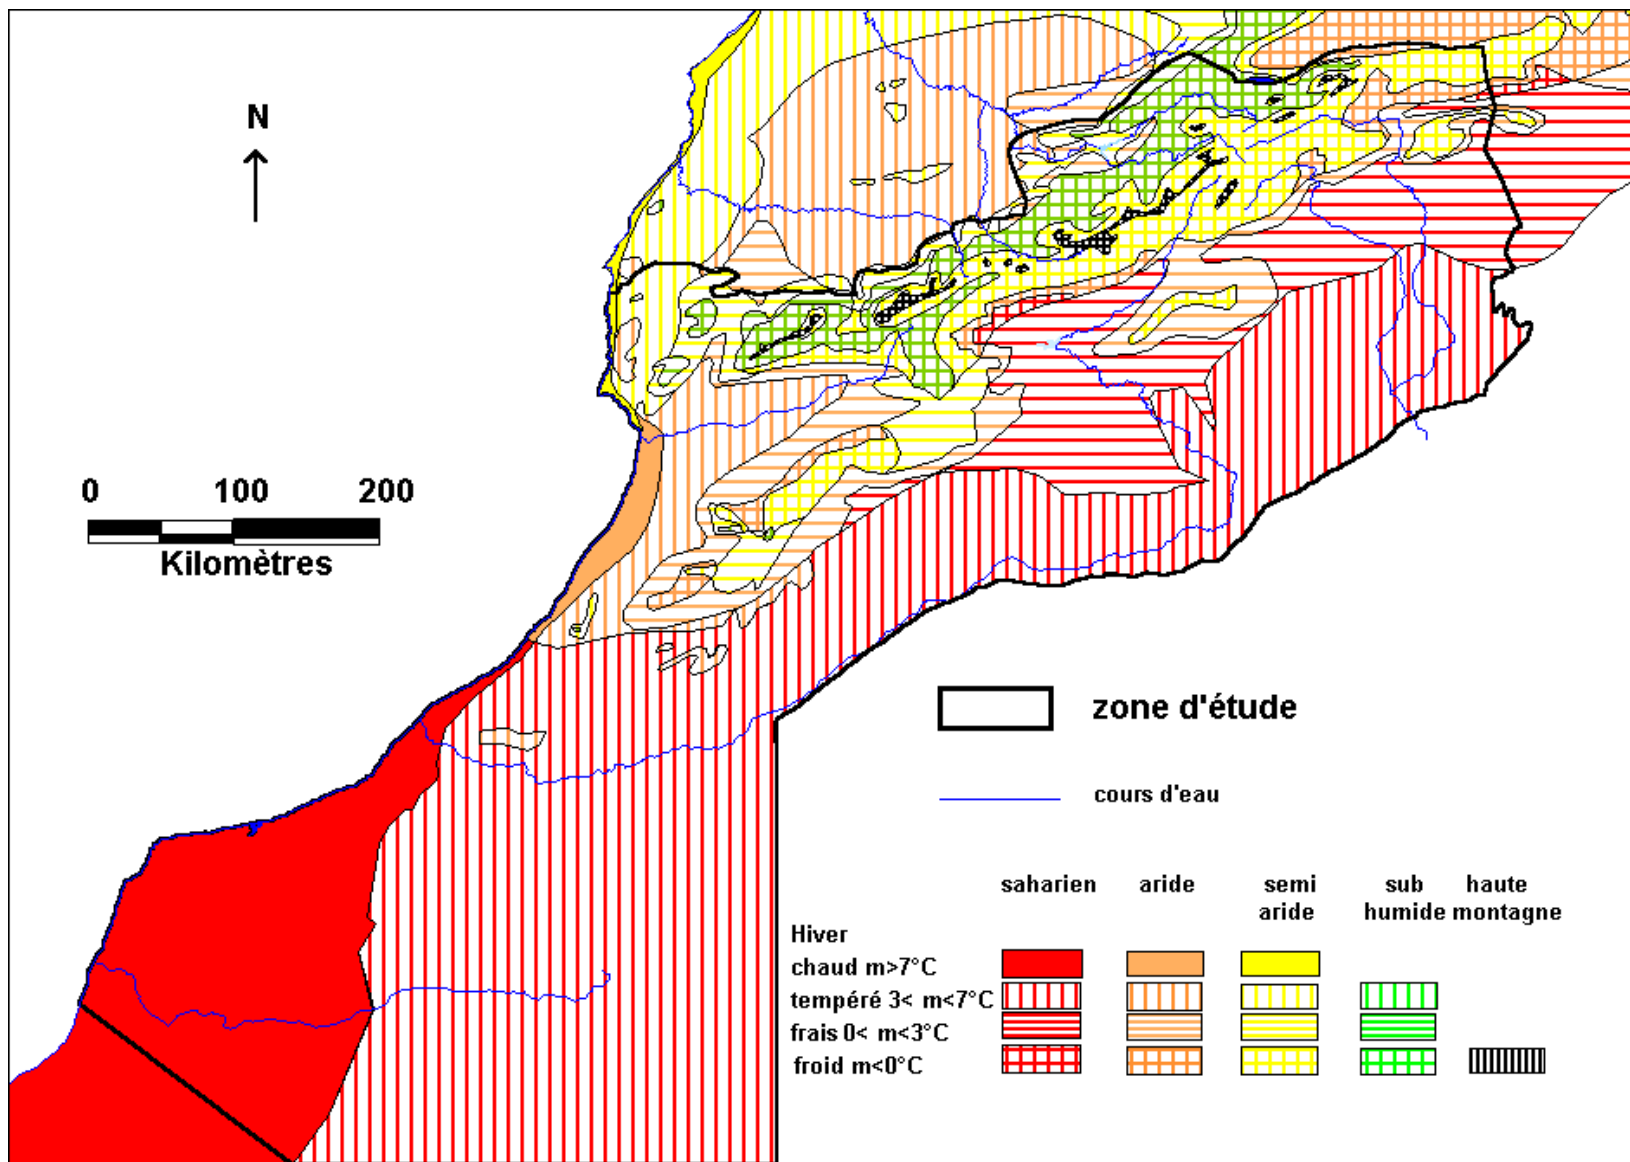 N
0 100 200
Kilomètres
zone d'étude
cours d'eau
saharien aride semi sub haute
aride humide montagne
Hiver
chaud m>7°C
tempéré 3< m<7°C
frais 0< m<3°C
froid m<0°C